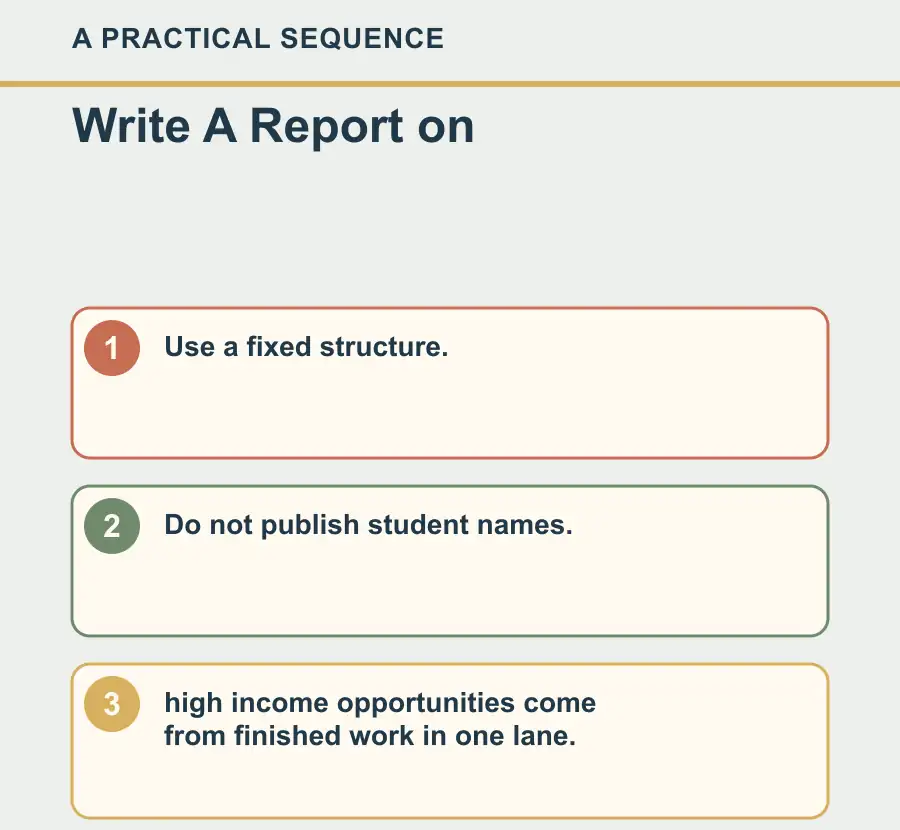 A PRACTICAL SEQUENCE
Write A Report on
1
Use a fixed structure.
2
Do not publish student names.
3
high income opportunities come
from finished work in one lane.